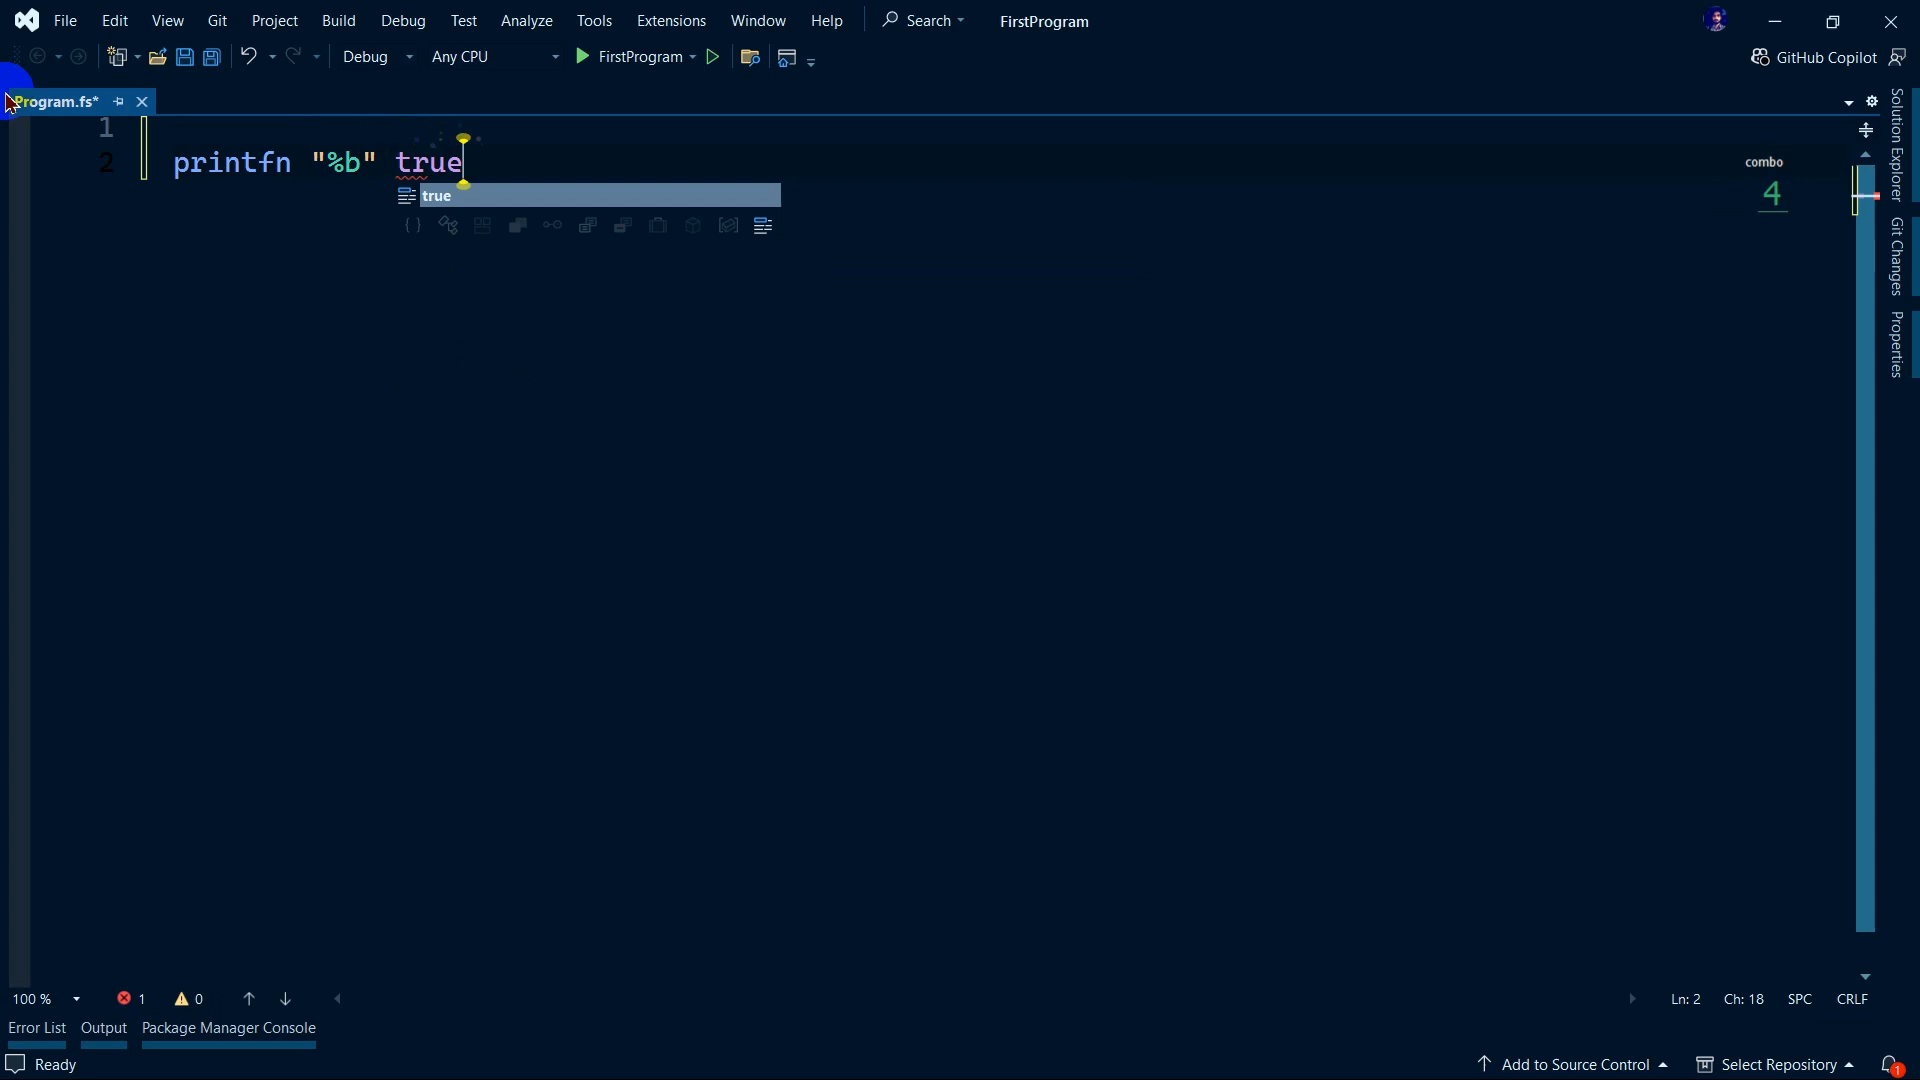 File Edit View Git Project Build Debug Test Analyze Tools Extensions Window Help Search FirstProgram
Debug Any CPU FirstProgram GitHub Copilot
Program.fs*
1
2 printfn "%b" true
true
combo
4
Solution Explorer
Git Changes
Properties
100 % 1 0 Ln: 2 Ch: 18 SPC CRLF
Error List Output Package Manager Console
Ready Add to Source Control Select Repository 1